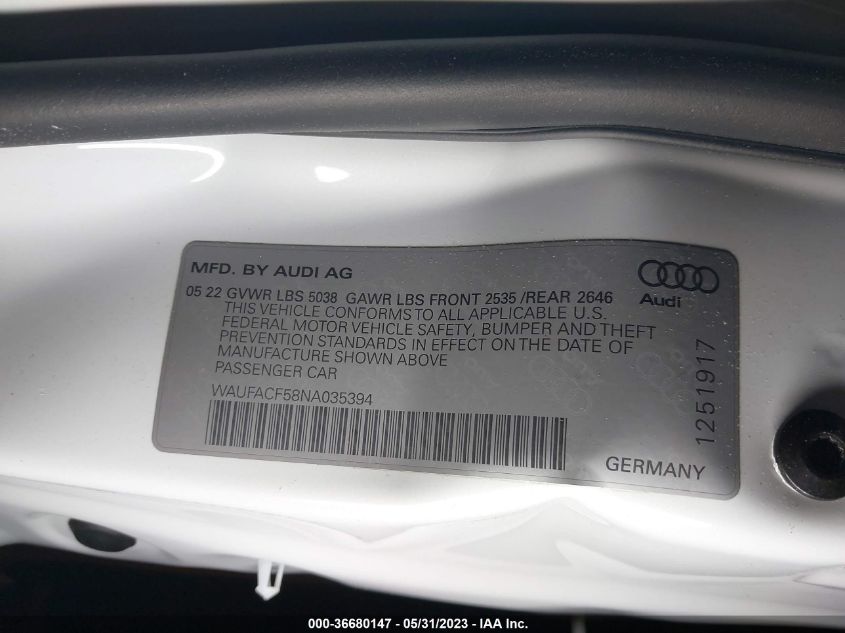 MFD. BY AUDI AG
05 22 GVWR LBS 5038 GAWR LBS FRONT 2535 /REAR 2646
THIS VEHICLE CONFORMS TO ALL APPLICABLE U.S.
FEDERAL MOTOR VEHICLE SAFETY, BUMPER AND THEFT
PREVENTION STANDARDS IN EFFECT ON THE DATE OF
MANUFACTURE SHOWN ABOVE
PASSENGER CAR
WAUFACF58NA035394
Audi
1251917
GERMANY
000-36680147 - 05/31/2023 - IAA Inc.